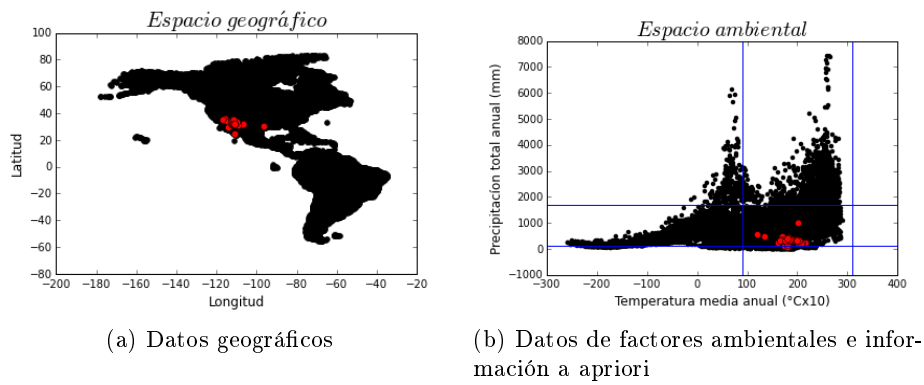 Espacio geográfico
100
80
60
40
20
0
−20
−40
−60
−80
−200 −180 −160 −140 −120 −100 −80 −60 −40 −20
Latitud
Longitud
(a) Datos geográficos
Espacio ambiental
8000
7000
6000
5000
4000
3000
2000
1000
0
−1000
−300 −200 −100 0 100 200 300 400
Precipitacion total anual (mm)
Temperatura media anual (°Cx10)
(b) Datos de factores ambientales e infor-
mación a apriori